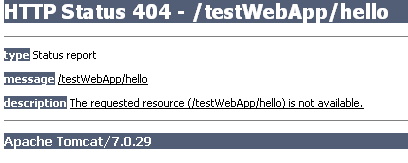 HTTP Status 404 - /testWebApp/hello
type Status report
message /testWebApp/hello
description The requested resource (/testWebApp/hello) is not available.
Apache Tomcat/7.0.29